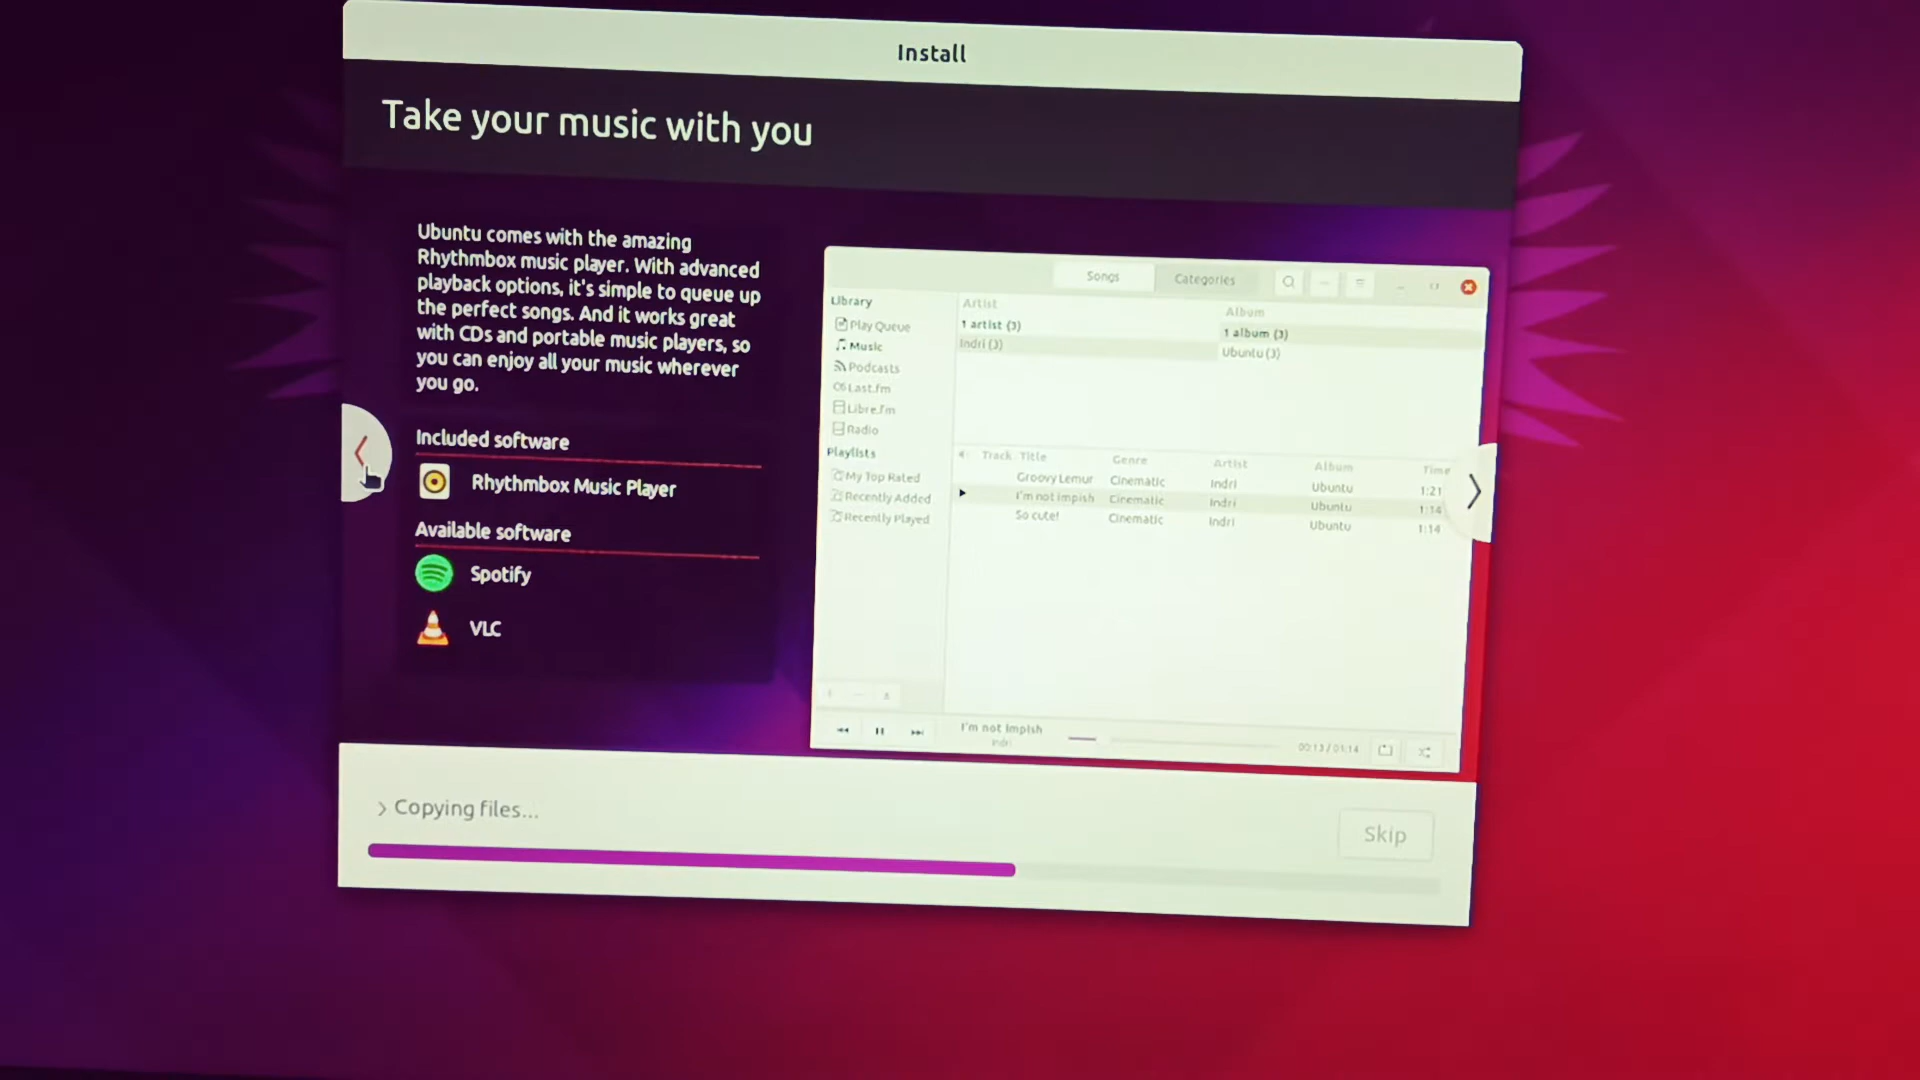 Install
Take your music with you
Ubuntu comes with the amazing
Rhythmbox music player. With advanced
playback options, it's simple to queue up
the perfect songs. And it works great
with CDs and portable music players, so
you can enjoy all your music wherever
you go.
Included software
Rhythmbox Music Player
Available software
Spotify
VLC
Songs Categories
Library
Play Queue
Music
Podcasts
Last.fm
Libre.fm
Radio
Playlists
My Top Rated
Recently Added
Recently Played
Artist Album
1 artist (3) 1 album (3)
Indri (3) Ubuntu (3)
Track Title Genre Artist Album Time
Groovy Lemur Cinematic Indri Ubuntu 1:21
I'm not impish Cinematic Indri Ubuntu 1:14
So cute! Cinematic Indri Ubuntu 1:14
I'm not impish
Indri
00:13 / 01:14
Copying files...
Skip